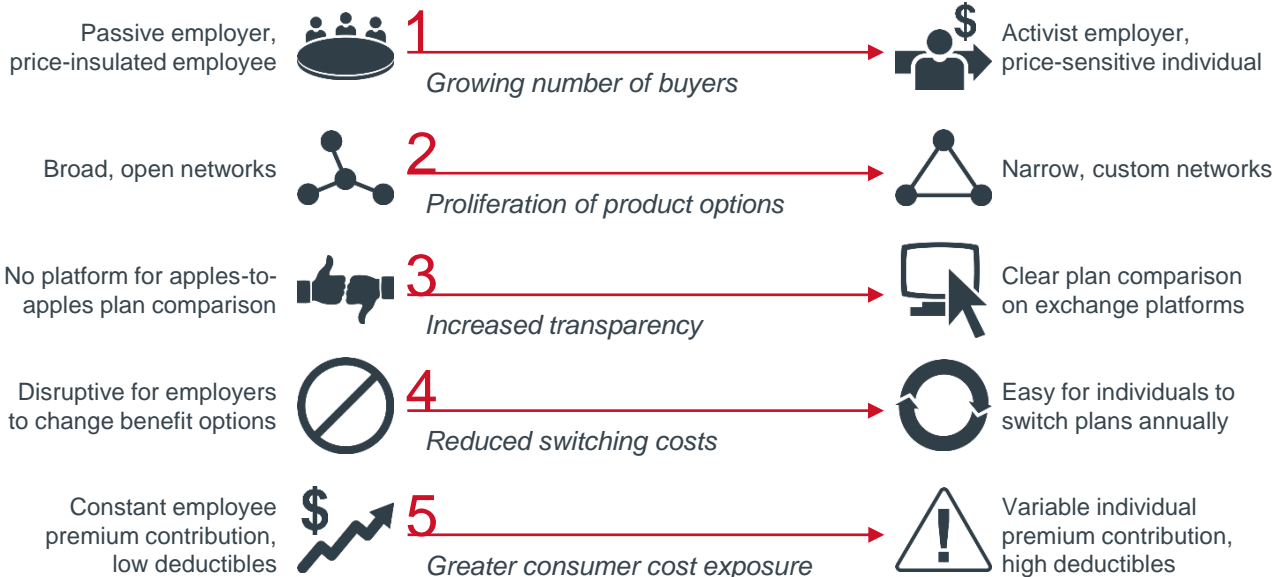 Passive employer,
price-insulated employee
1
Growing number of buyers
$
Activist employer,
price-sensitive individual
Broad, open networks
2
Proliferation of product options
Narrow, custom networks
No platform for apples-to-
apples plan comparison
3
Increased transparency
Clear plan comparison
on exchange platforms
Disruptive for employers
to change benefit options
4
Reduced switching costs
Easy for individuals to
switch plans annually
Constant employee
premium contribution,
low deductibles
$
5
Greater consumer cost exposure
!
Variable individual
premium contribution,
high deductibles